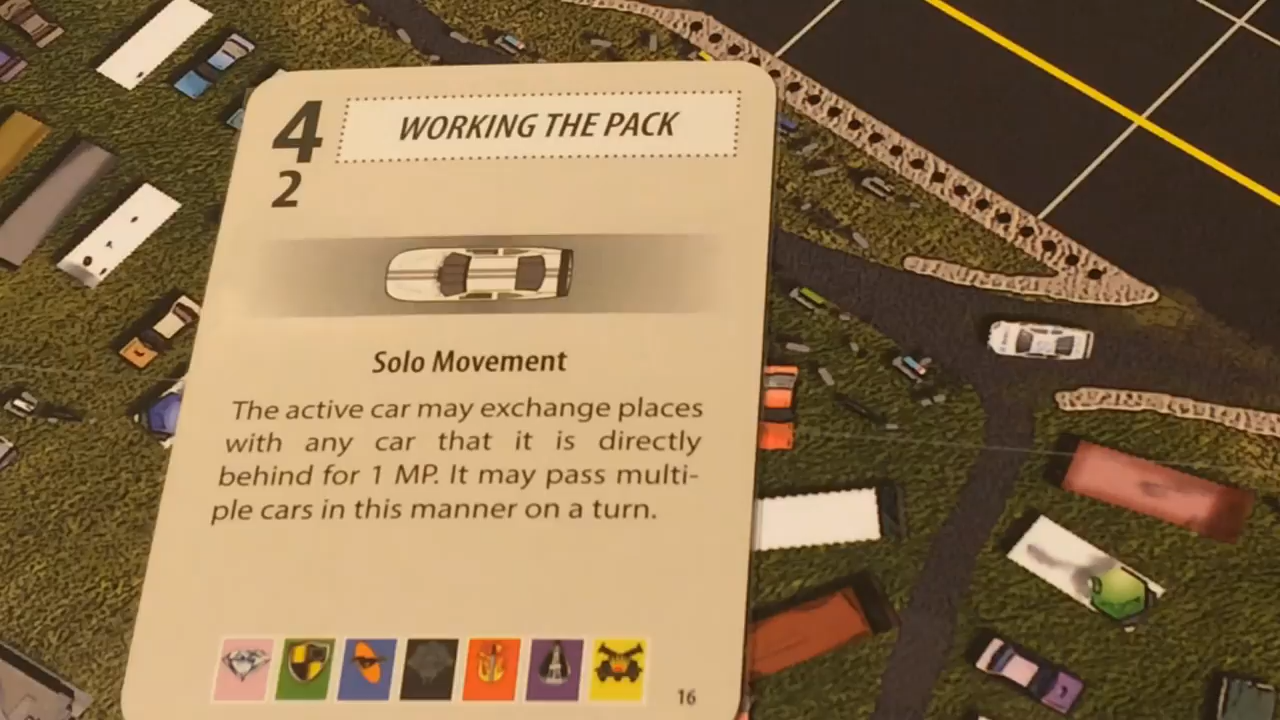 4
WORKING THE PACK
2
Solo Movement
The active car may exchange places
with any car that it is directly
behind for 1 MP. It may pass multi-
ple cars in this manner on a turn.
16